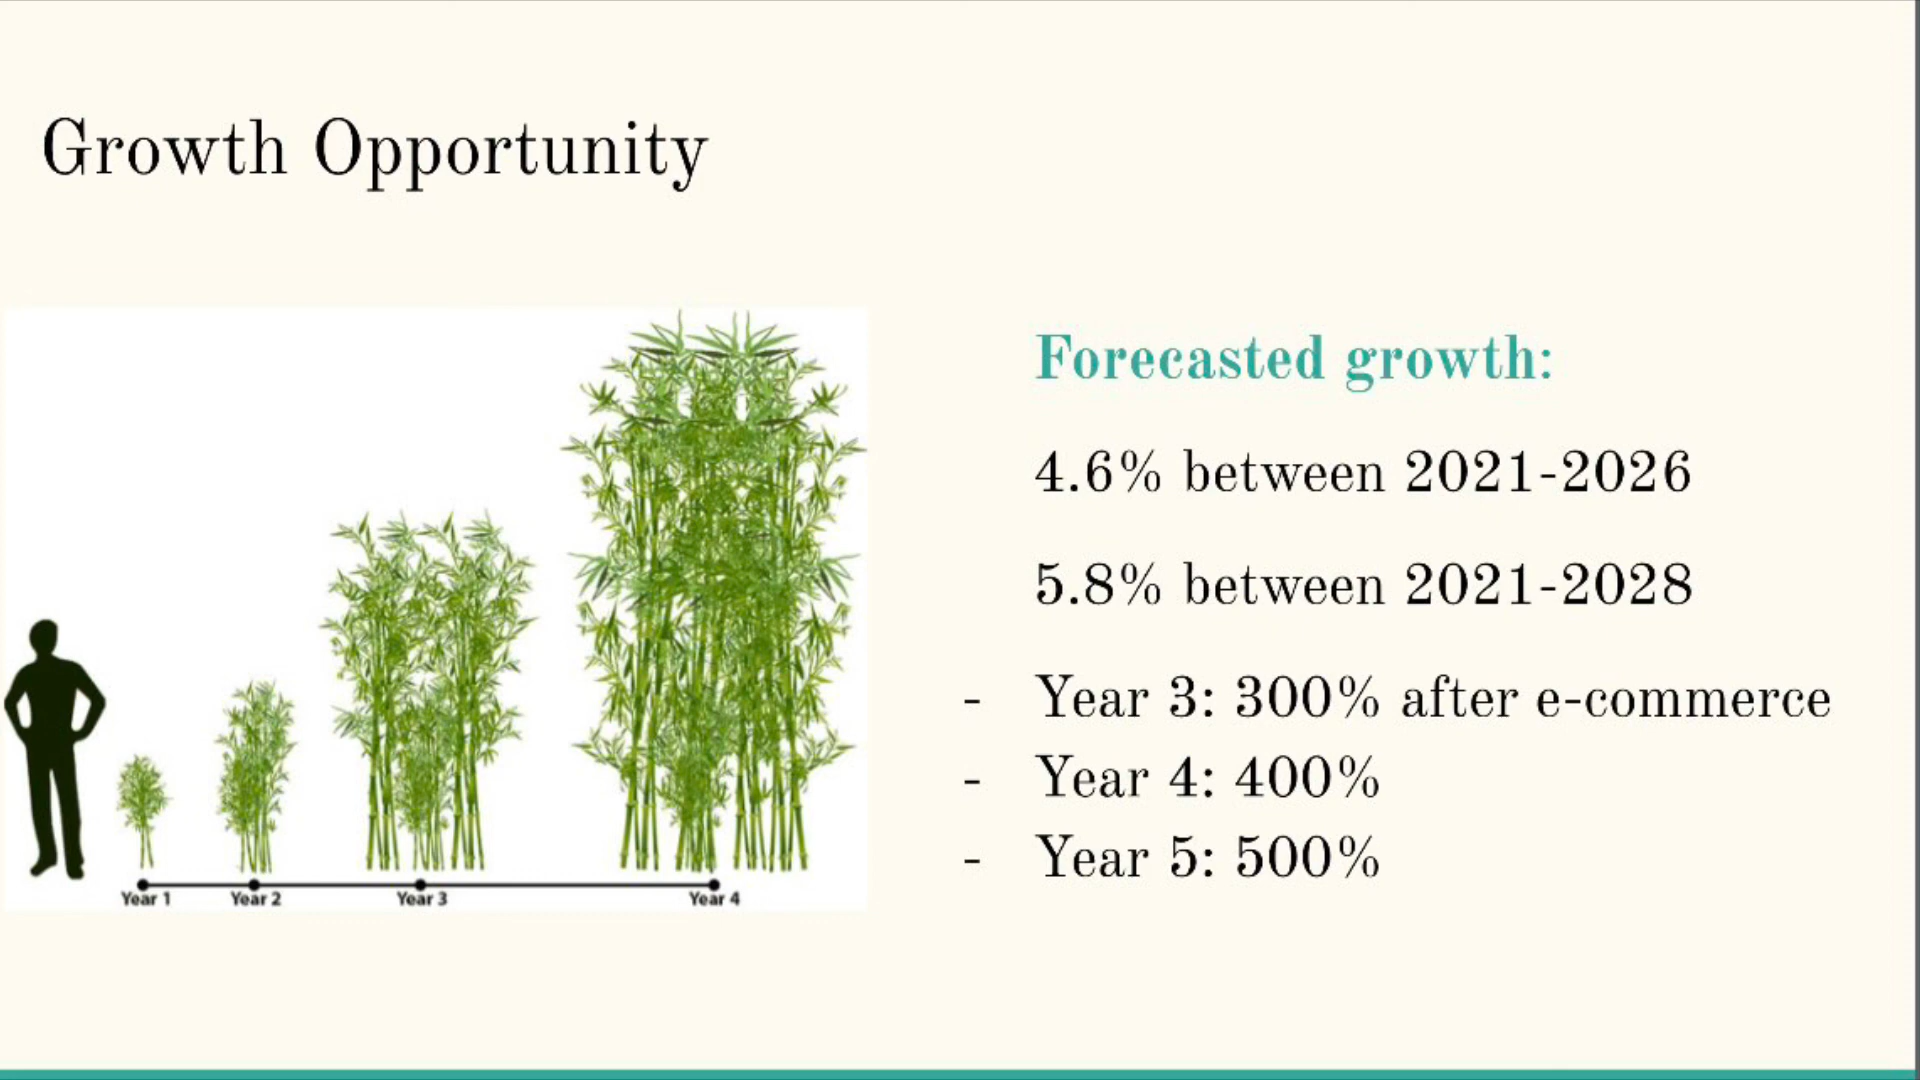 Growth Opportunity
Year 1
Year 2
Year 3
Year 4
Forecasted growth:
4.6% between 2021-2026
5.8% between 2021-2028
- Year 3: 300% after e-commerce
- Year 4: 400%
- Year 5: 500%